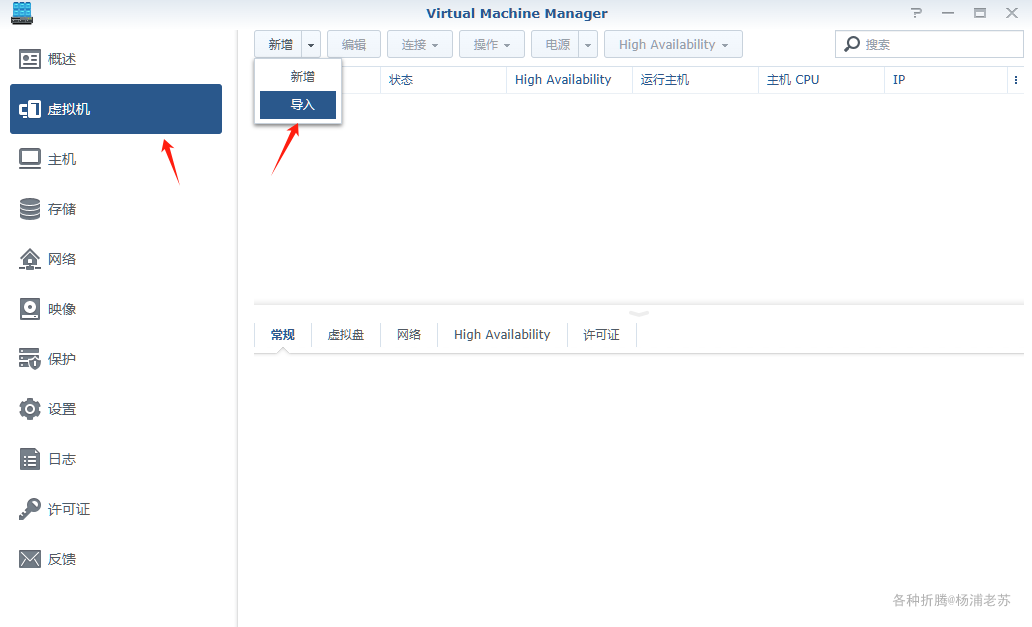 Virtual Machine Manager
概述
虚拟机
主机
存储
网络
映像
保护
设置
日志
许可证
反馈
新增 编辑 连接 操作 电源 High Availability 搜索
新增
导入
状态 High Availability 运行主机 主机 CPU IP
常规 虚拟盘 网络 High Availability 许可证
各种折腾@杨浦老苏